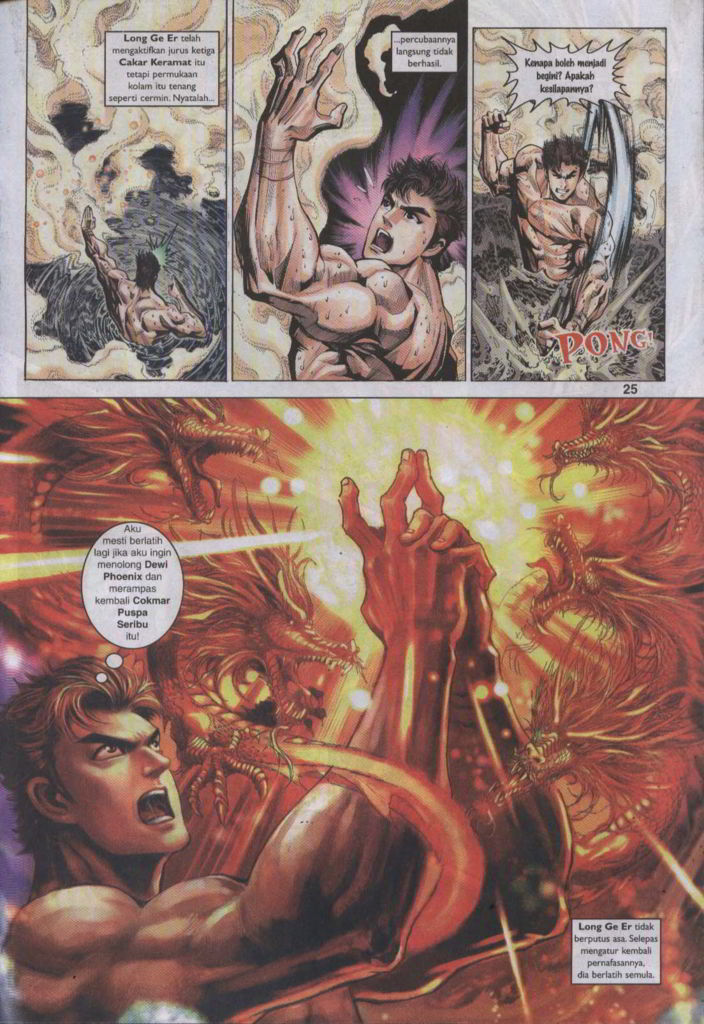 Long Ge Er telah
mengaktifkan jurus ketiga
Cakar Keramat itu
tetapi permukaan
kolam itu tenang
seperti cermin. Nyatalah...
...percubaannya
langsung tidak
berhasil.
Kenapa boleh menjadi
begini? Apakah
kesilapannya?
PONG!
25
Aku
mesti berlatih
lagi jika aku ingin
menolong Dewi
Phoenix dan
merampas
kembali Cokmar
Puspa
Seribu
itu!
Long Ge Er tidak
berputus asa. Selepas
mengatur kembali
pernafasannya,
dia berlatih semula.